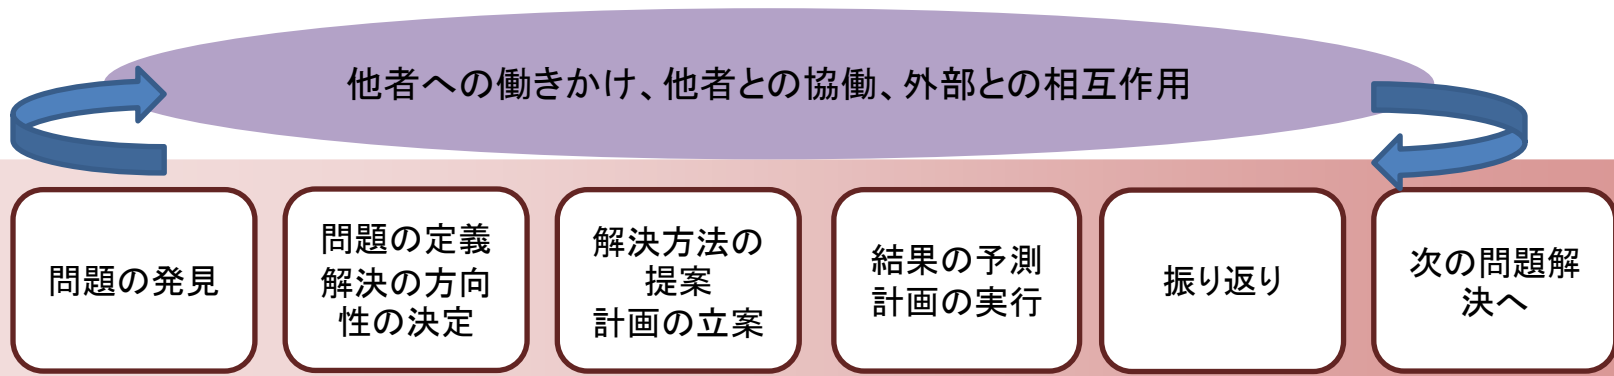 他者への働きかけ、他者との協働、外部との相互作用
問題の発見
問題の定義
解決の方向
性の決定
解決方法の
提案
計画の立案
結果の予測
計画の実行
振り返り
次の問題解
決へ